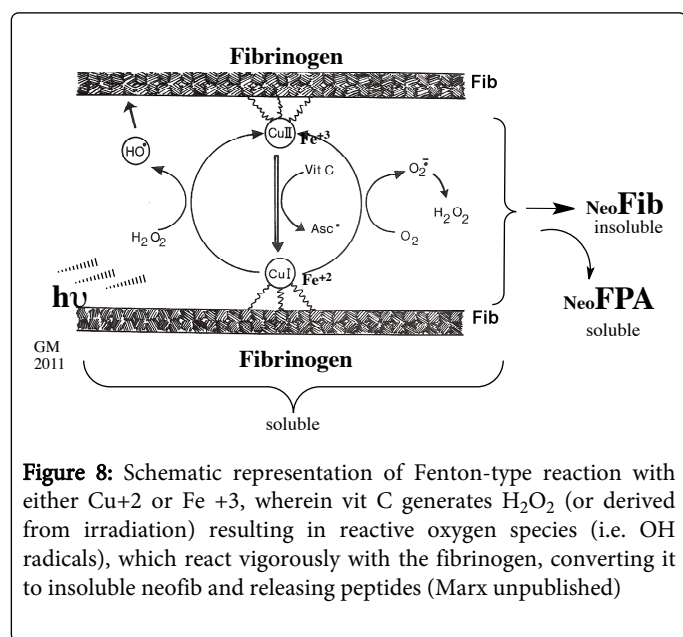 Fibrinogen
Fib
CuII Fe+3
HO•
Vit C
O2•̄
H2O2
Asc•
O2
H2O2
NeoFib
insoluble
CuI Fe+2
hυ
NeoFPA
soluble
Fib
GM
2011
Fibrinogen
soluble
Figure 8: Schematic representation of Fenton-type reaction with
either Cu+2 or Fe +3, wherein vit C generates H2O2 (or derived
from irradiation) resulting in reactive oxygen species (i.e. OH
radicals), which react vigorously with the fibrinogen, converting it
to insoluble neofib and releasing peptides (Marx unpublished)